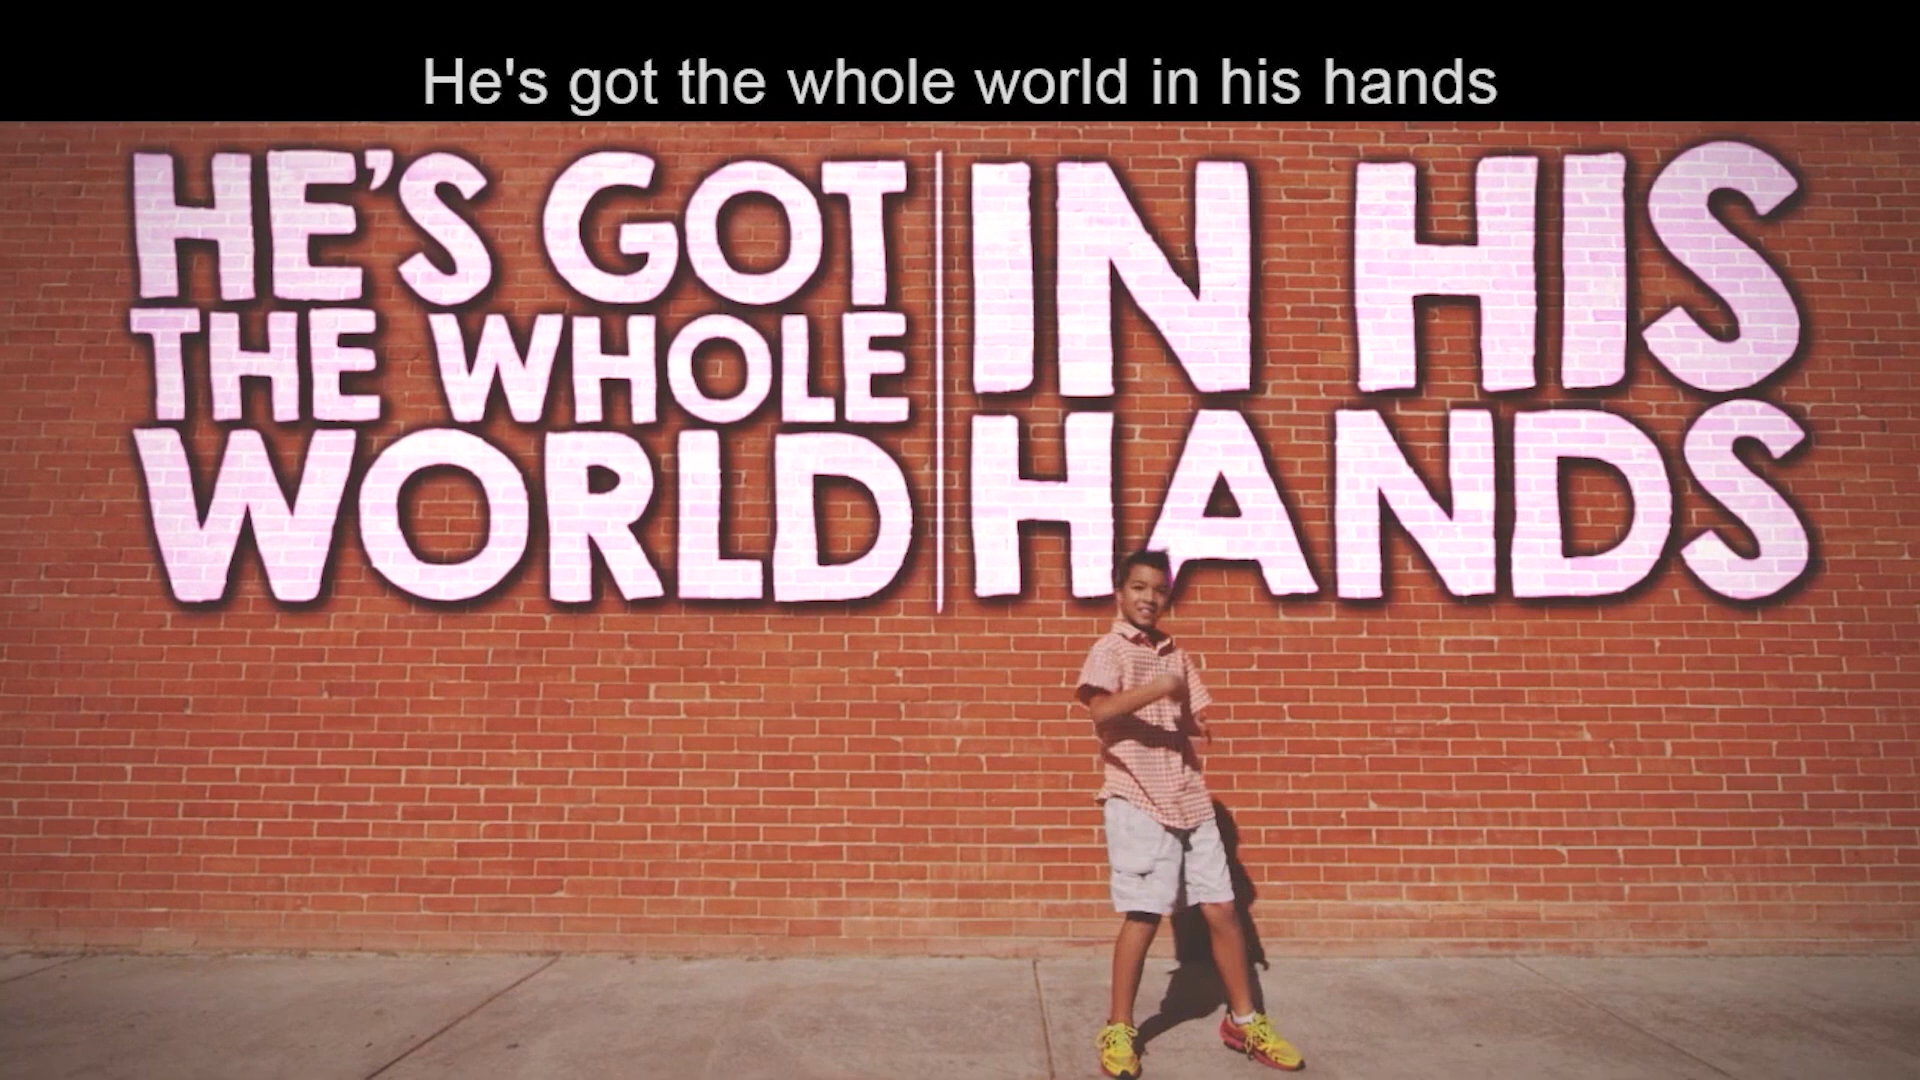 He's got the whole world in his hands
HE'S GOT
THE WHOLE
WORLD
IN HIS
HANDS